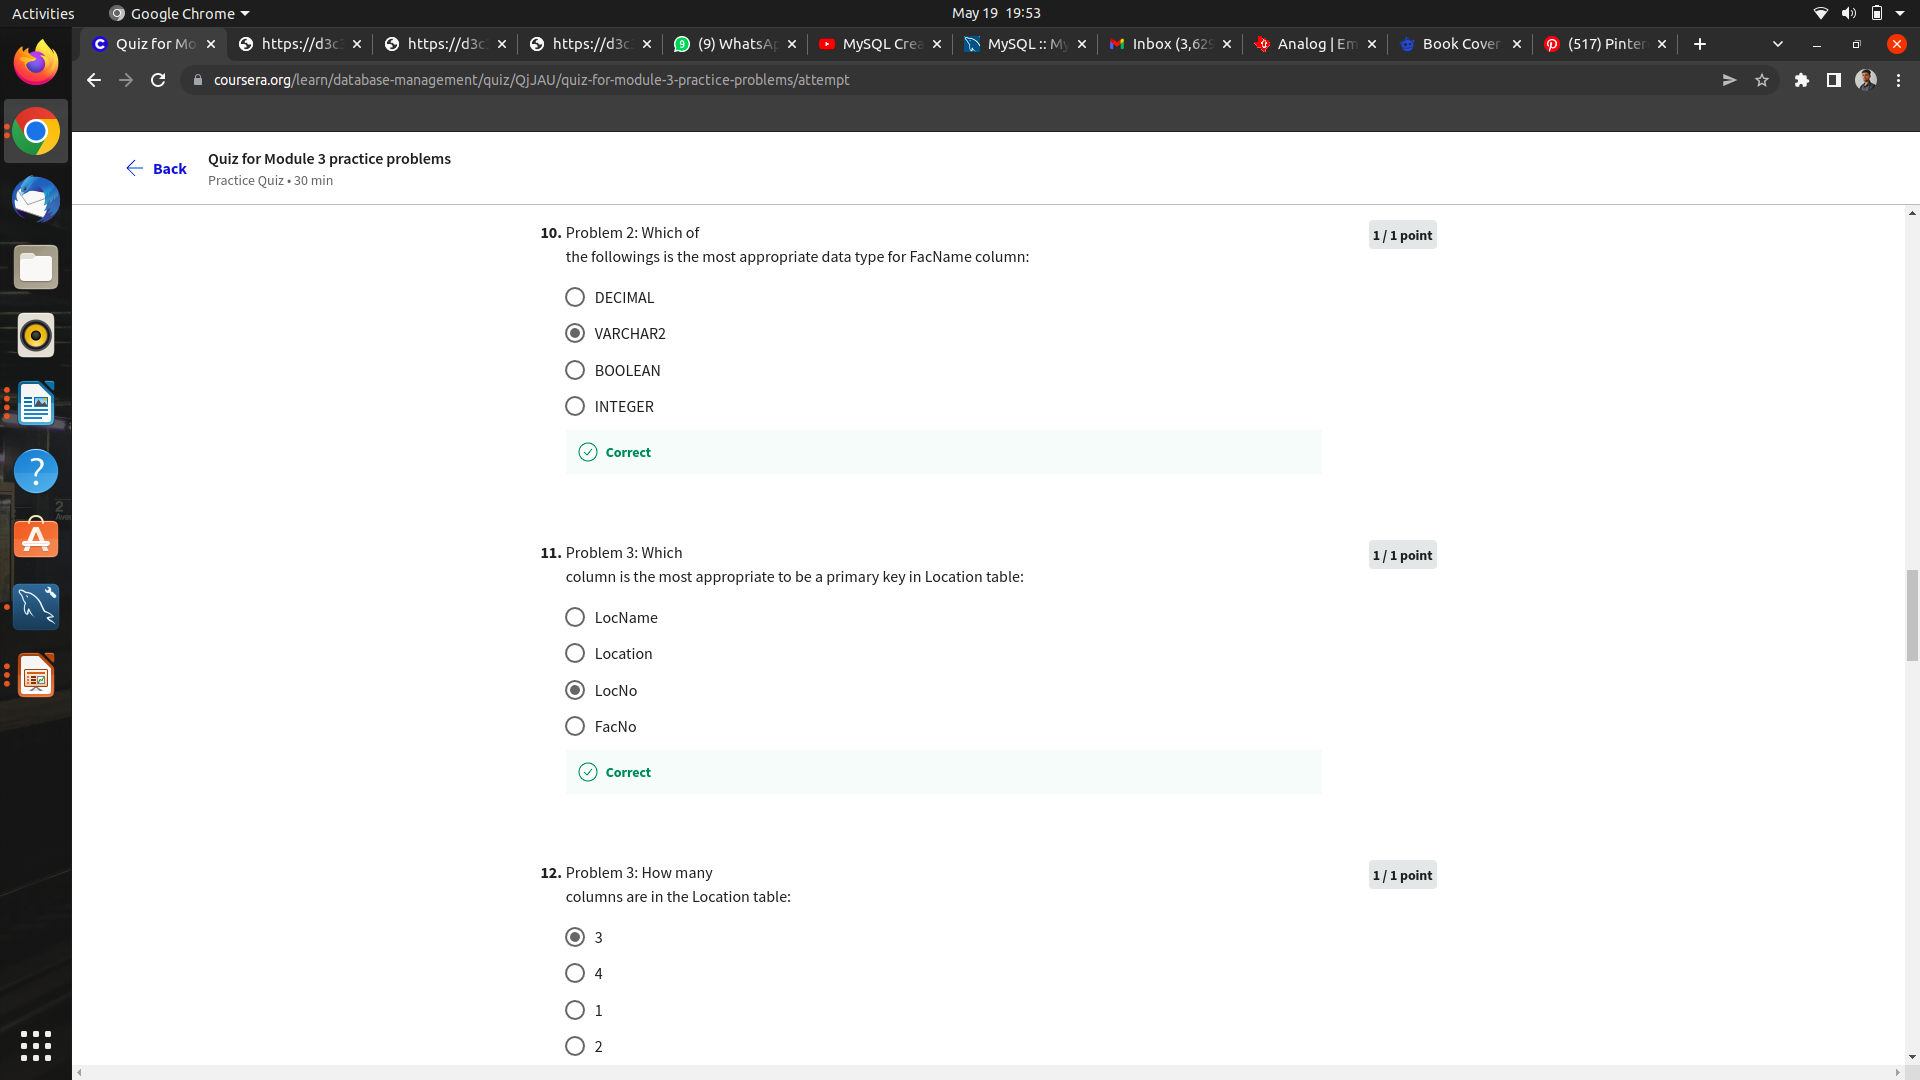 Activities
Google Chrome
May 19 19:53
Quiz for Mo
https://d3c
https://d3c
https://d3c
(9) WhatsAp
MySQL Crea
MySQL :: My
Inbox (3,629
Analog | Em
Book Cover
(517) Pinter
coursera.org/learn/database-management/quiz/QjJAU/quiz-for-module-3-practice-problems/attempt
Back
Quiz for Module 3 practice problems
Practice Quiz • 30 min
10. Problem 2: Which of
the followings is the most appropriate data type for FacName column:
1 / 1 point
DECIMAL
VARCHAR2
BOOLEAN
INTEGER
Correct
11. Problem 3: Which
column is the most appropriate to be a primary key in Location table:
1 / 1 point
LocName
Location
LocNo
FacNo
Correct
12. Problem 3: How many
columns are in the Location table:
1 / 1 point
3
4
1
2